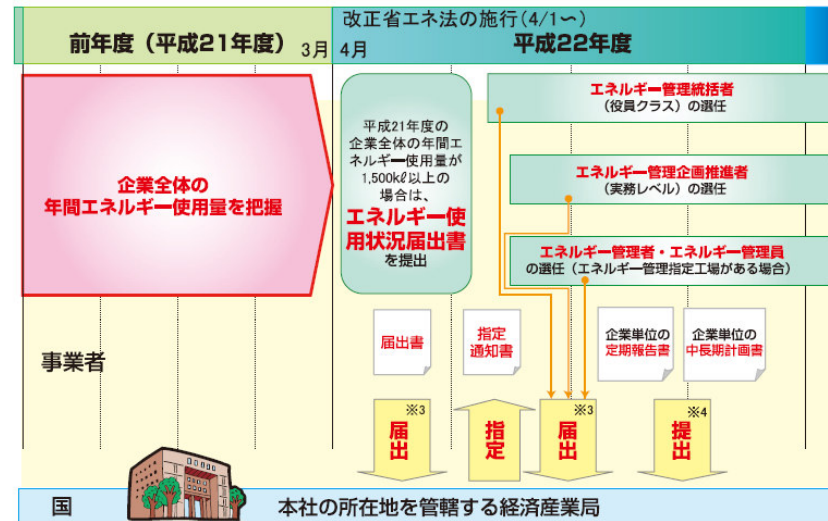 改正省エネ法の施行(4/1〜)
前年度（平成21年度）
3月
4月
平成22年度
企業全体の
年間エネルギー使用量を把握
平成21年度の
企業全体の年間エ
ネルギー使用量が
1,500kℓ以上の
場合は、
エネルギー使
用状況届出書
を提出
エネルギー管理統括者
（役員クラス）の選任
エネルギー管理企画推進者
（実務レベル）の選任
エネルギー管理者・エネルギー管理員
の選任（エネルギー管理指定工場がある場合）
事業者
届出書
指定
通知書
企業単位の
定期報告書
企業単位の
中長期計画書
※3
届出
指定
※3
届出
※4
提出
国
本社の所在地を管轄する経済産業局